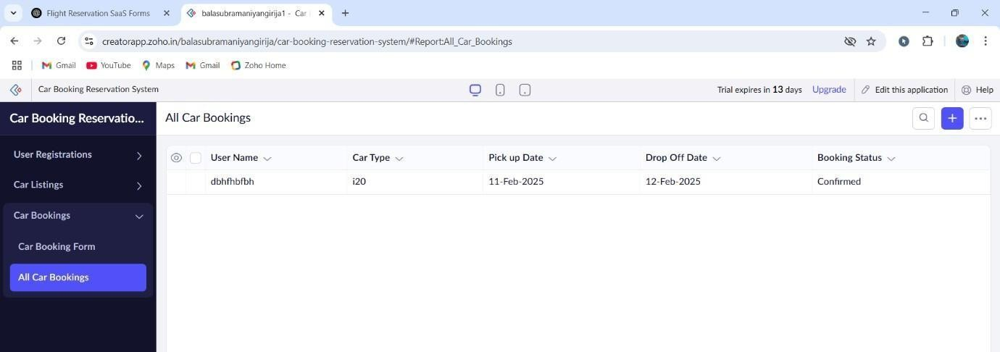 Flight Reservation SaaS Forms
balasubramaniyangirija1 - Car
creatorapp.zoho.in/balasubramaniyangirija/car-booking-reservation-system/#Report:All_Car_Bookings
Gmail YouTube Maps Gmail Zoho Home
Car Booking Reservation System Trial expires in 13 days Upgrade Edit this application Help
Car Booking Reservatio... All Car Bookings
User Registrations
Car Listings
Car Bookings
Car Booking Form
All Car Bookings
User Name Car Type Pick up Date Drop Off Date Booking Status
dbhfhbfbh i20 11-Feb-2025 12-Feb-2025 Confirmed